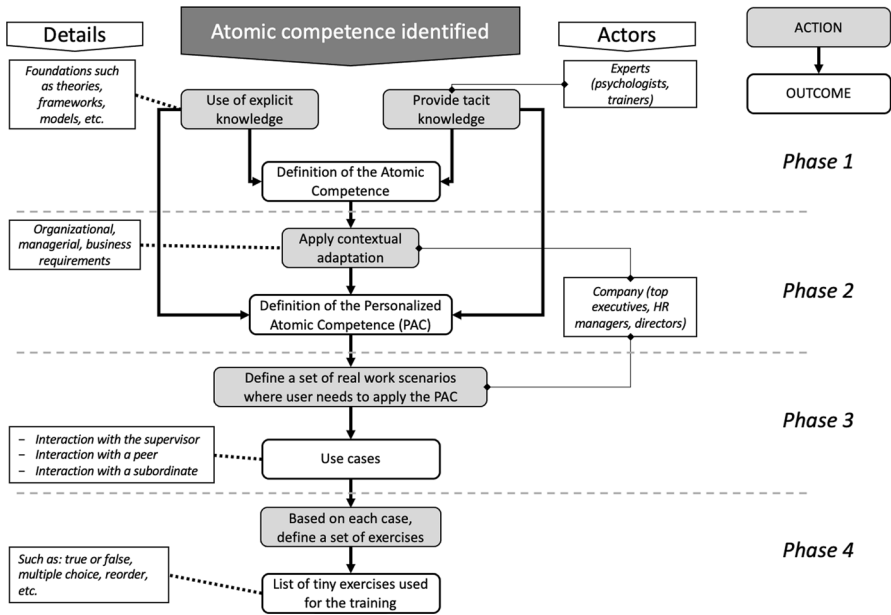 Details
Atomic competence identified
Actors
ACTION
OUTCOME
Foundations such
as theories,
frameworks,
models, etc.
Use of explicit
knowledge
Provide tacit
knowledge
Experts
(psychologists,
trainers)
Phase 1
Definition of the Atomic
Competence
Organizational,
managerial, business
requirements
Apply contextual
adaptation
Phase 2
Definition of the Personalized
Atomic Competence (PAC)
Company (top
executives, HR
managers, directors)
Define a set of real work scenarios
where user needs to apply the PAC
Phase 3
– Interaction with the supervisor
– Interaction with a peer
– Interaction with a subordinate
Use cases
Based on each case,
define a set of exercises
Phase 4
Such as: true or false,
multiple choice, reorder,
etc.
List of tiny exercises used
for the training